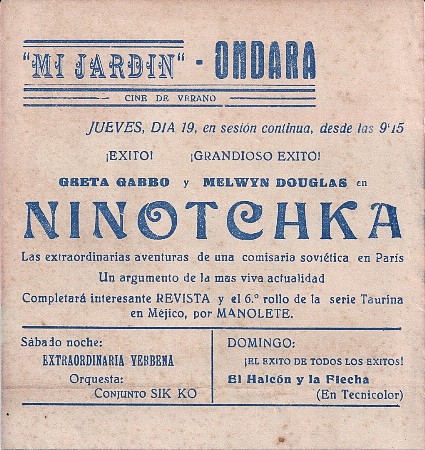 "MI JARDIN" - ONDARA
CINE DE VERANO
JUEVES, DIA 19, en sesión contínua, desde las 9'15
¡EXITO! ¡GRANDIOSO EXITO!
GRETA GARBO y MELWYN DOUGLAS en
NINOTCHKA
Las extraordinarias aventuras de una comisaria soviética en París
Un argumento de la mas viva actualidad
Completará interesante REVISTA y el 6.º rollo de la serie Taurina
en Méjico, por MANOLETE.
Sábado noche:
EXTRAORDINARIA VERBENA
Orquesta:
CONJUNTO SIK KO
DOMINGO:
¡EL EXITO DE TODOS LOS EXITOS!
El Halcón y la Flecha
(En Tecnicolor)